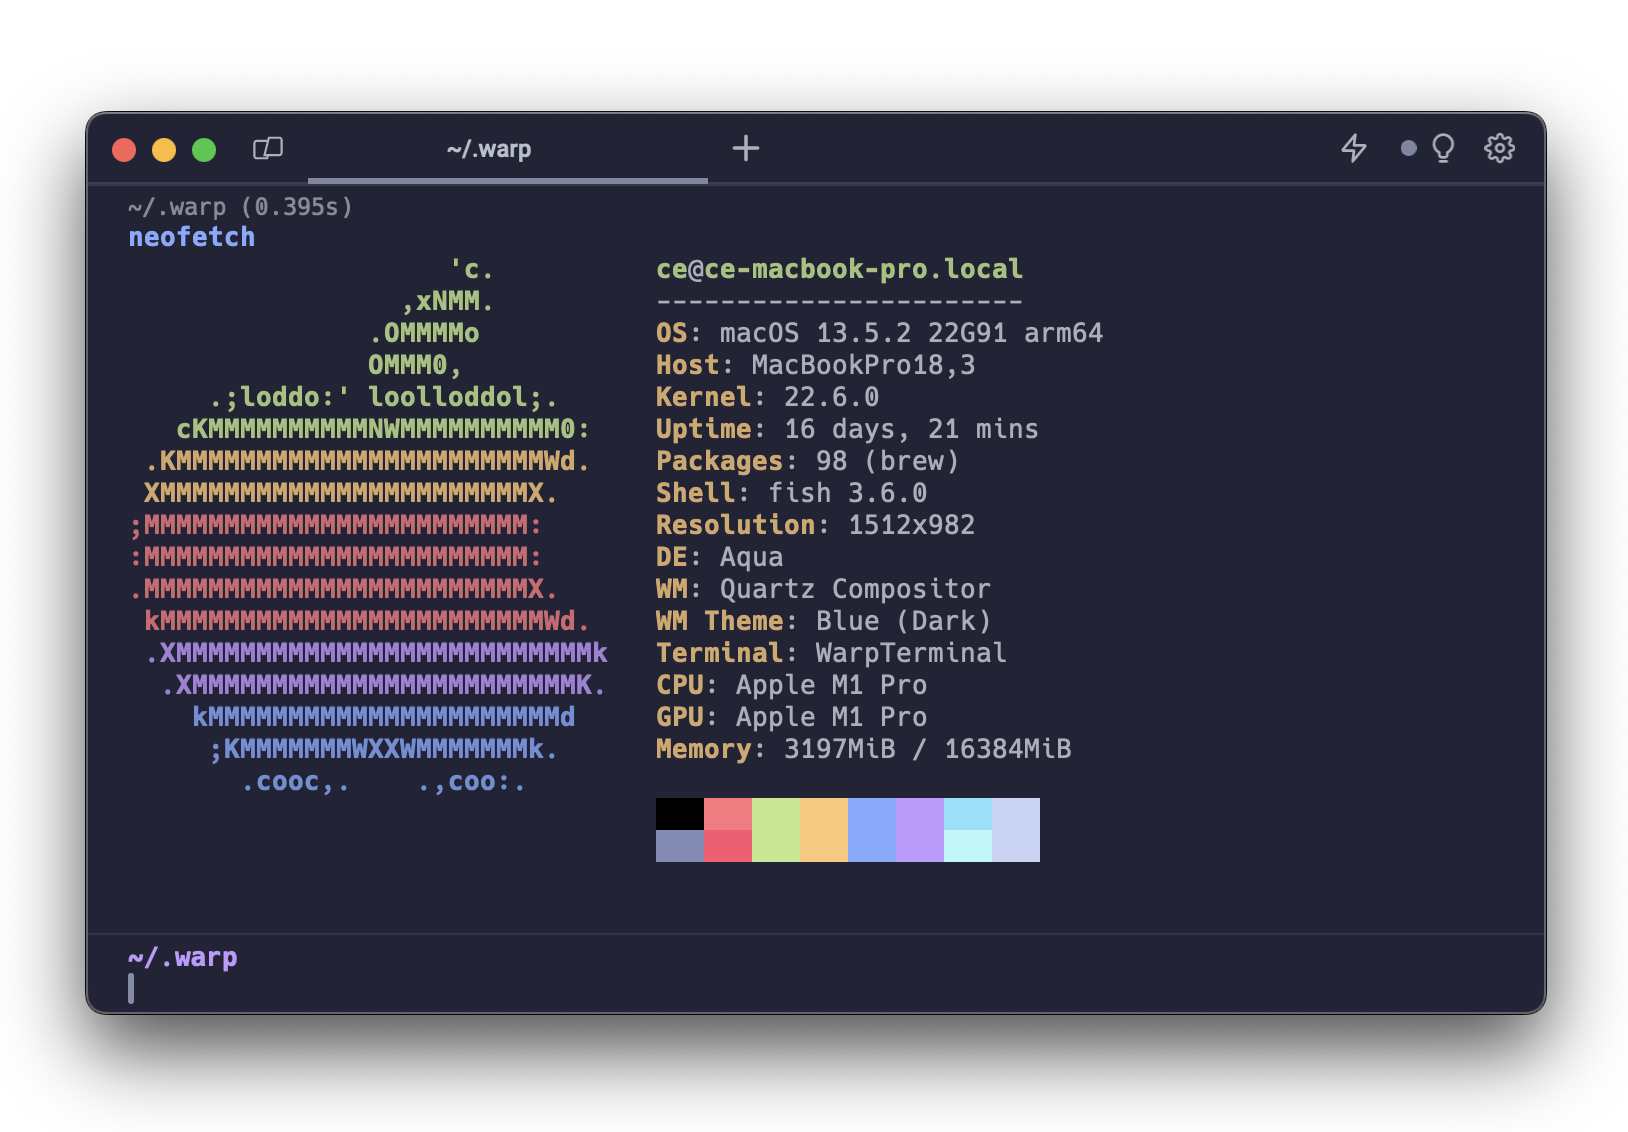 ~/.warp
~/.warp (0.395s)
neofetch
                    'c.          ce@ce-macbook-pro.local
                 ,xNMM.          -----------------------
               .OMMMMo           OS: macOS 13.5.2 22G91 arm64
               OMMM0,            Host: MacBookPro18,3
     .;loddo:' loolloddol;.      Kernel: 22.6.0
   cKMMMMMMMMMMNWMMMMMMMMMM0:    Uptime: 16 days, 21 mins
 .KMMMMMMMMMMMMMMMMMMMMMMMWd.    Packages: 98 (brew)
 XMMMMMMMMMMMMMMMMMMMMMMMX.      Shell: fish 3.6.0
;MMMMMMMMMMMMMMMMMMMMMMMM:       Resolution: 1512x982
:MMMMMMMMMMMMMMMMMMMMMMMM:       DE: Aqua
.MMMMMMMMMMMMMMMMMMMMMMMMX.      WM: Quartz Compositor
 kMMMMMMMMMMMMMMMMMMMMMMMMWd.    WM Theme: Blue (Dark)
 .XMMMMMMMMMMMMMMMMMMMMMMMMMMk   Terminal: WarpTerminal
  .XMMMMMMMMMMMMMMMMMMMMMMMMK.   CPU: Apple M1 Pro
    kMMMMMMMMMMMMMMMMMMMMMMd     GPU: Apple M1 Pro
     ;KMMMMMMMWXXWMMMMMMMk.      Memory: 3197MiB / 16384MiB
       .cooc,.    .,coo:.
~/.warp